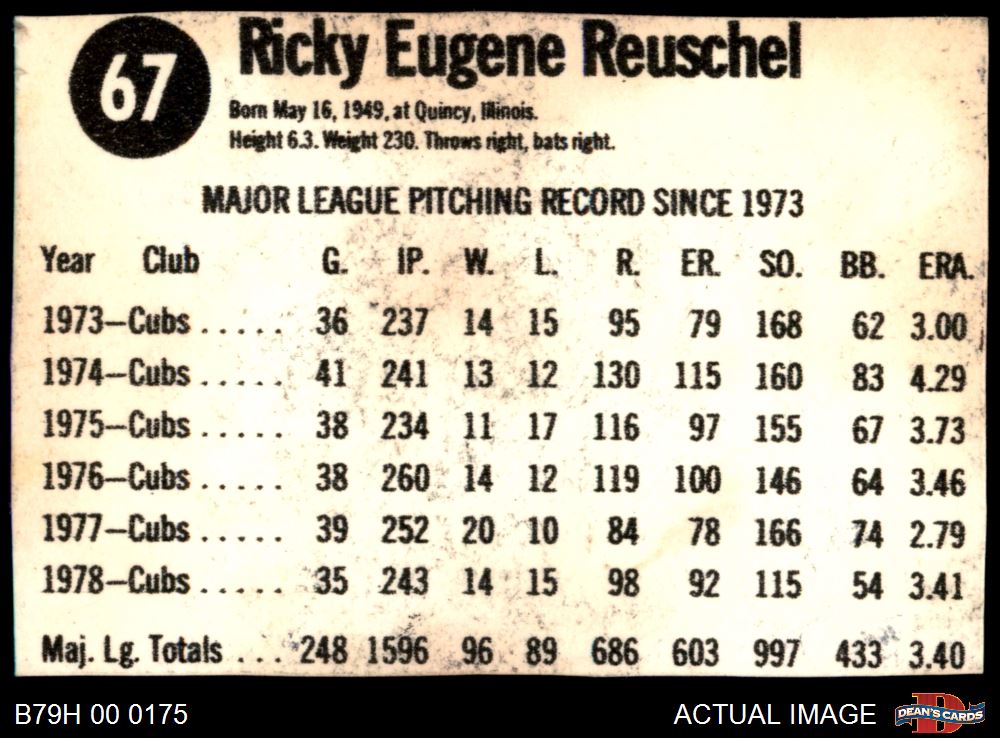 67
Ricky Eugene Reuschel
Born May 16, 1949, at Quincy, Illinois.
Height 6.3. Weight 230. Throws right, bats right.
MAJOR LEAGUE PITCHING RECORD SINCE 1973
Year Club G. IP. W. L. R. ER. SO. BB. ERA.
1973—Cubs ..... 36 237 14 15 95 79 168 62 3.00
1974—Cubs ..... 41 241 13 12 130 115 160 83 4.29
1975—Cubs ..... 38 234 11 17 116 97 155 67 3.73
1976—Cubs ..... 38 260 14 12 119 100 146 64 3.46
1977—Cubs ..... 39 252 20 10 84 78 166 74 2.79
1978—Cubs ..... 35 243 14 15 98 92 115 54 3.41
Maj. Lg. Totals ... 248 1596 96 89 686 603 997 433 3.40
B79H 00 0175
ACTUAL IMAGE
D
DEAN'S CARDS